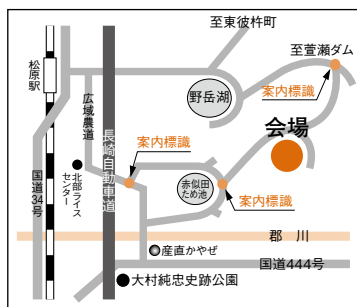 至東彼杵町
至萱瀬ダム
松原駅
野岳湖
案内標識
広域農道
会場
案内標識
長崎自動車道
北部ライス
センター
国道34号
赤似田
ため池
案内標識
郡川
産直かやぜ
国道444号
大村純忠史跡公園